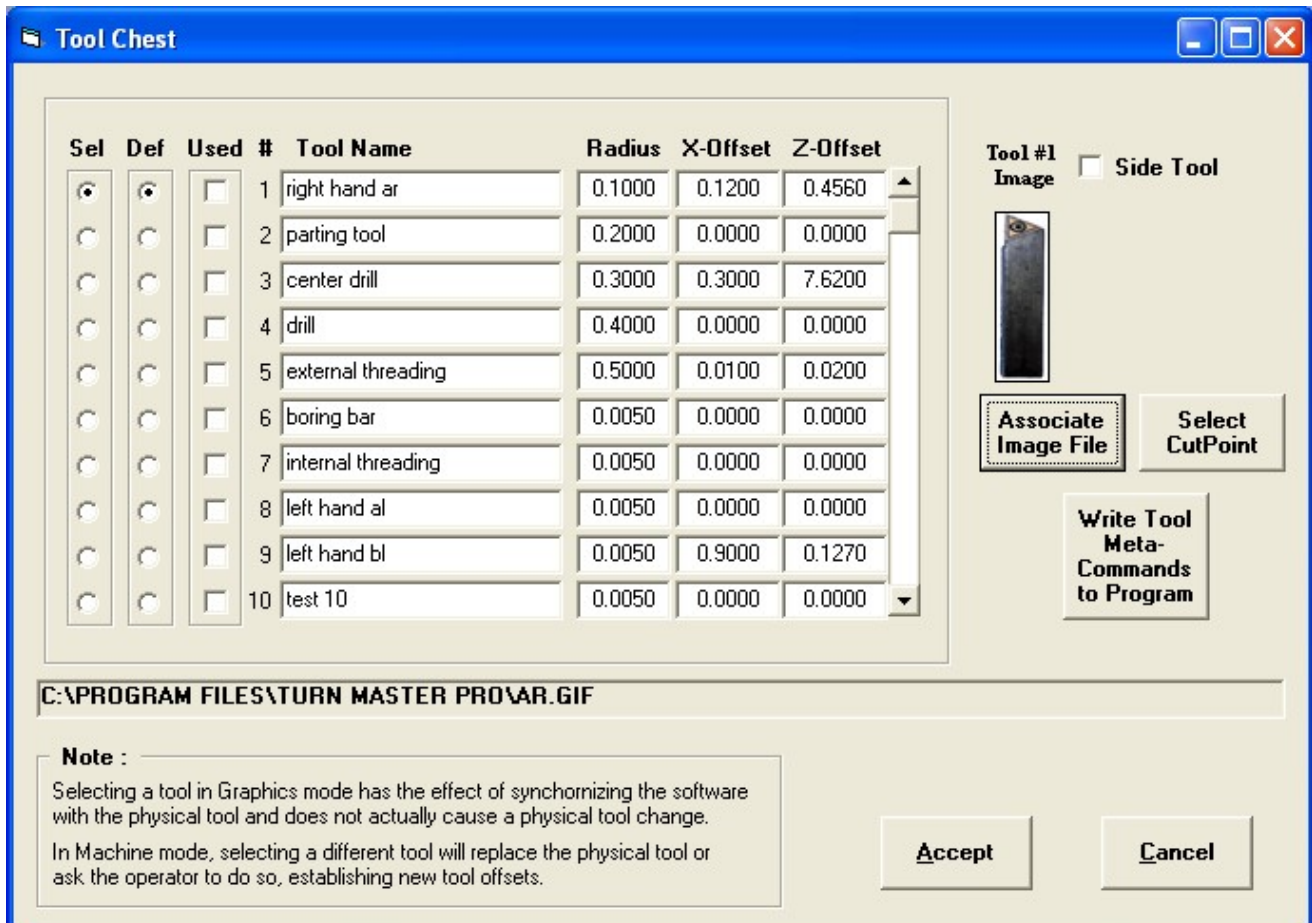 Tool Chest
Sel Def Used # Tool Name Radius X-Offset Z-Offset
1 right hand ar 0.1000 0.1200 0.4560
2 parting tool 0.2000 0.0000 0.0000
3 center drill 0.3000 0.3000 7.6200
4 drill 0.4000 0.0000 0.0000
5 external threading 0.5000 0.0100 0.0200
6 boring bar 0.0050 0.0000 0.0000
7 internal threading 0.0050 0.0000 0.0000
8 left hand al 0.0050 0.0000 0.0000
9 left hand bl 0.0050 0.9000 0.1270
10 test 10 0.0050 0.0000 0.0000
Tool #1
Image
Side Tool
Associate
Image File
Select
CutPoint
Write Tool
Meta-
Commands
to Program
C:\PROGRAM FILES\TURN MASTER PRO\AR.GIF
Note :
Selecting a tool in Graphics mode has the effect of synchornizing the software
with the physical tool and does not actually cause a physical tool change.
In Machine mode, selecting a different tool will replace the physical tool or
ask the operator to do so, establishing new tool offsets.
Accept
Cancel